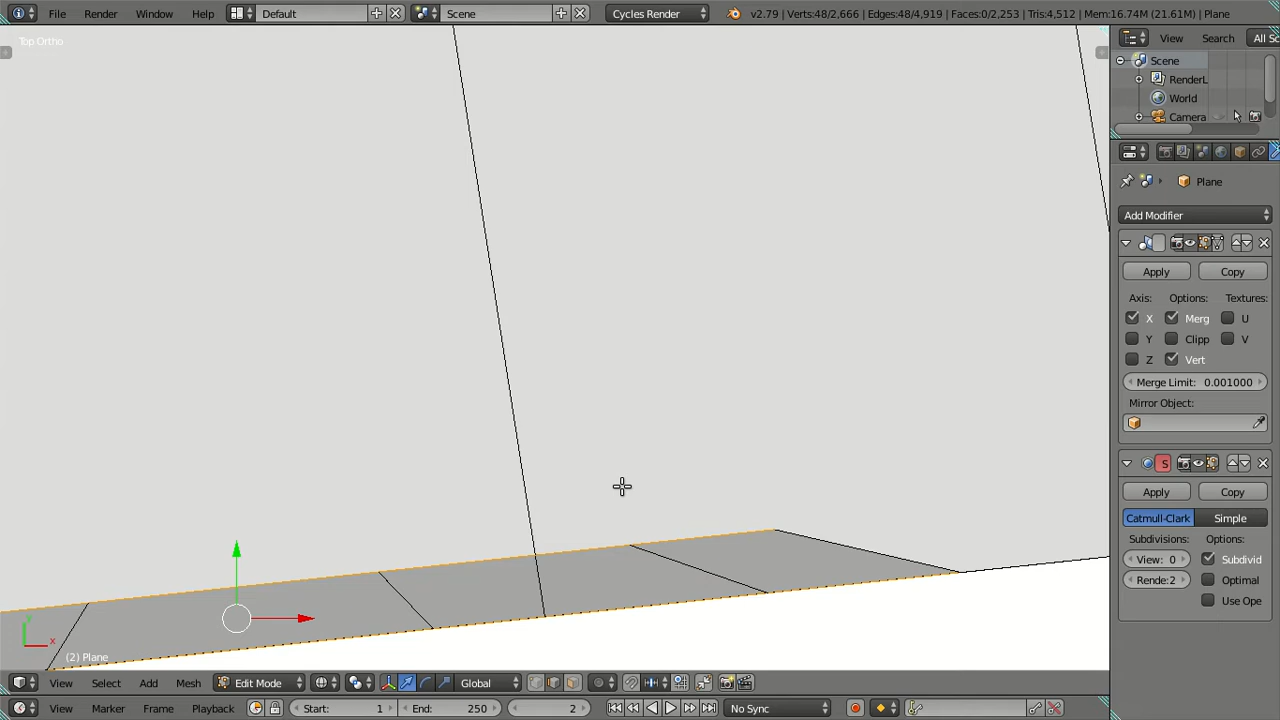 File Render Window Help Default Scene Cycles Render v2.79 | Verts:48/2,666 | Edges:48/4,919 | Faces:0/2,253 | Tris:4,512 | Mem:16.74M (21.61M) | Plane
Top Ortho
View Search All Sc
Scene
RenderL
World
Camera
Plane
Add Modifier
Apply Copy
Axis: Options: Textures:
X Merg U
Y Clipp V
Z Vert
Merge Limit: 0.001000
Mirror Object:
S
Apply Copy
Catmull-Clark Simple
Subdivisions: Options:
View: 0 Subdivid
Rende:2 Optimal
Use Ope
y
x
(2) Plane
View Select Add Mesh Edit Mode Global
View Marker Frame Playback Start: 1 End: 250 2 No Sync